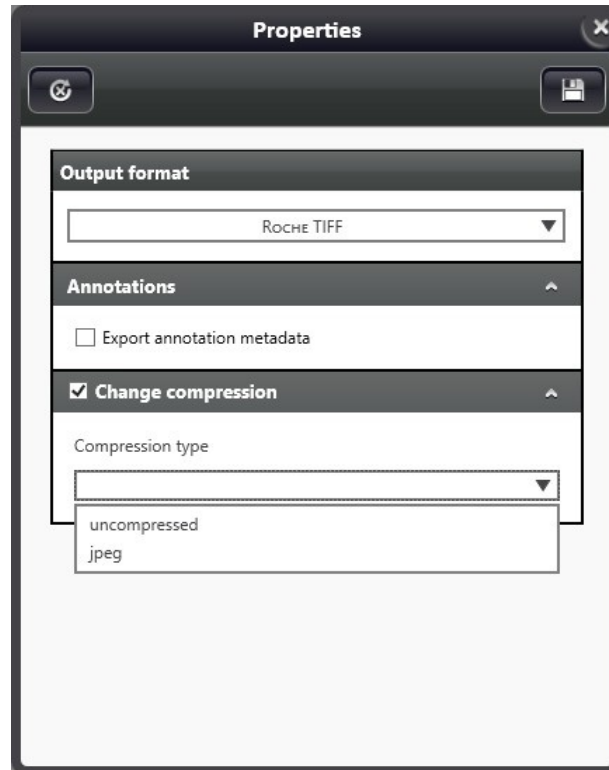 Properties
Output format
Roche TIFF
Annotations
Export annotation metadata
Change compression
Compression type
uncompressed
jpeg